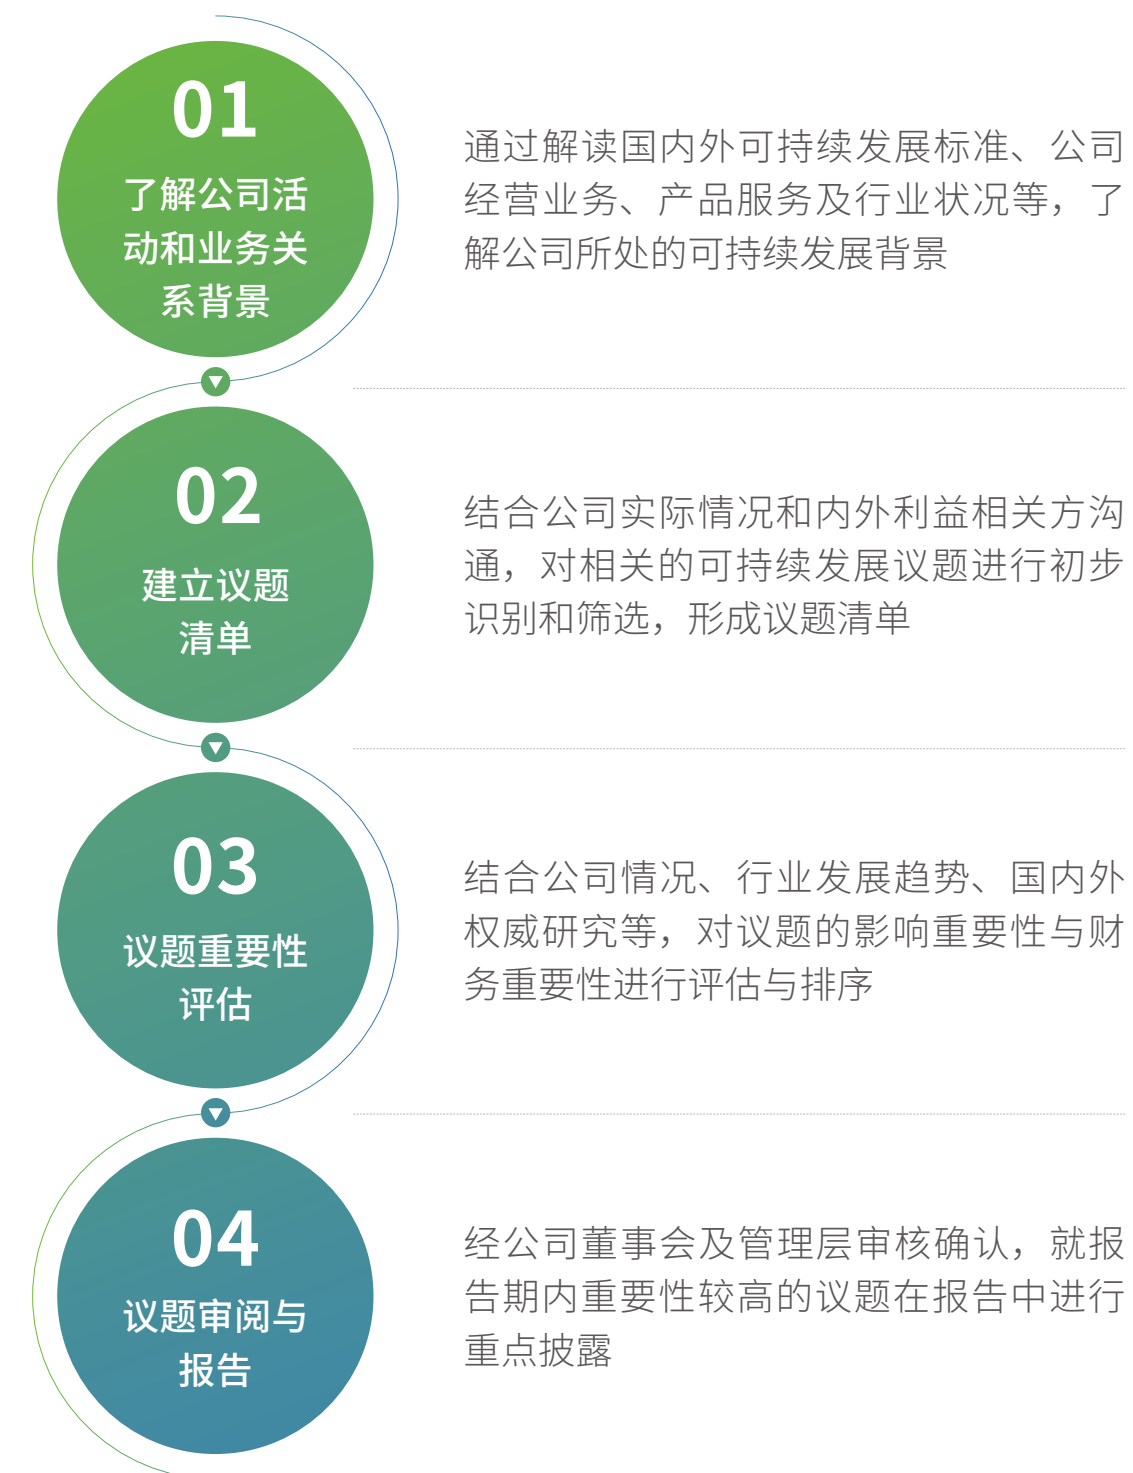 01
了解公司活
动和业务关
系背景
通过解读国内外可持续发展标准、公司
经营业务、产品服务及行业状况等，了
解公司所处的可持续发展背景
02
建立议题
清单
结合公司实际情况和内外利益相关方沟
通，对相关的可持续发展议题进行初步
识别和筛选，形成议题清单
03
议题重要性
评估
结合公司情况、行业发展趋势、国内外
权威研究等，对议题的影响重要性与财
务重要性进行评估与排序
04
议题审阅与
报告
经公司董事会及管理层审核确认，就报
告期内重要性较高的议题在报告中进行
重点披露